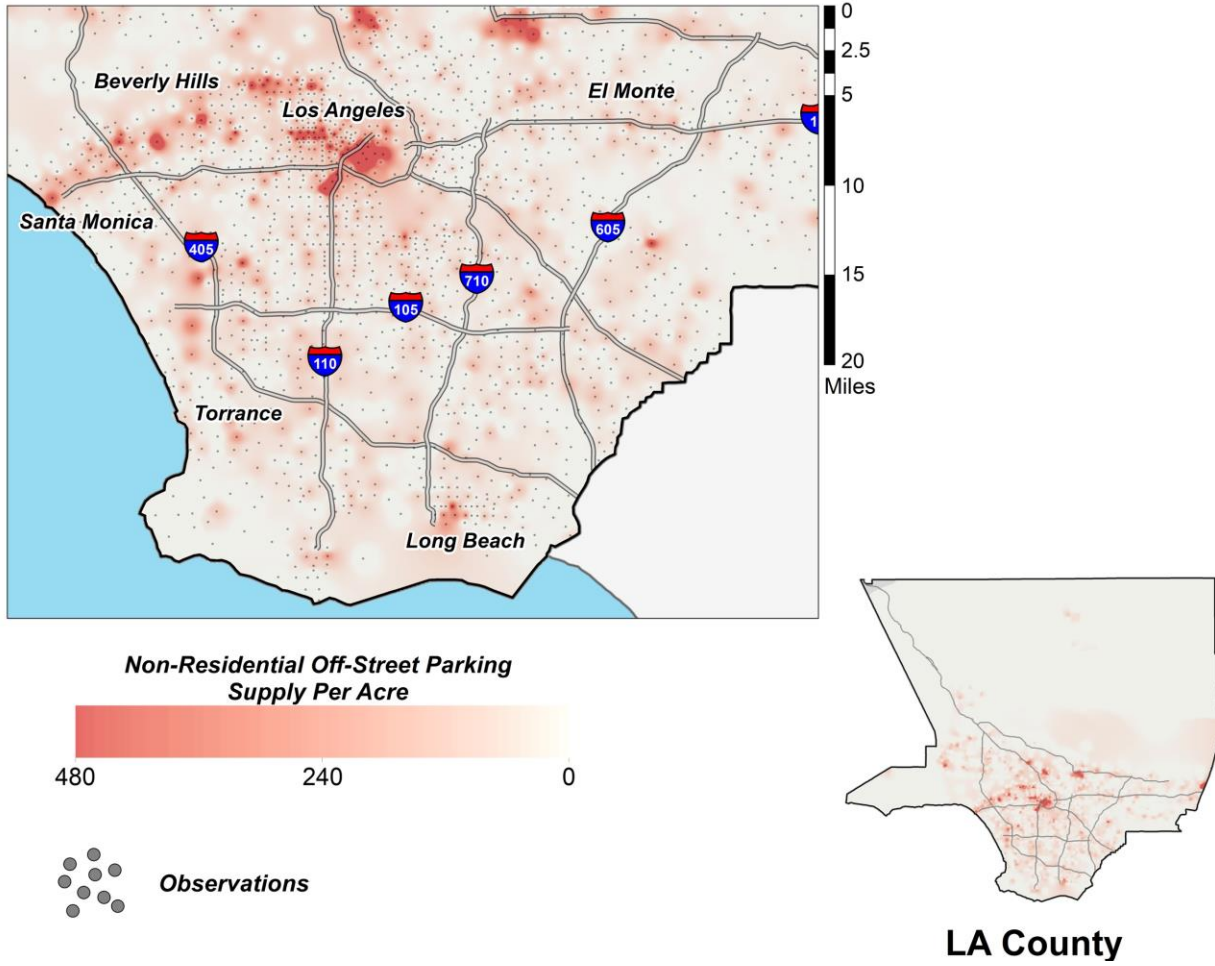 0
2.5
Beverly Hills
El Monte
5
Los Angeles
1
10
Santa Monica
605
405
710
15
105
110
20
Miles
Torrance
Long Beach
Non-Residential Off-Street Parking
Supply Per Acre
480
240
0
Observations
LA County